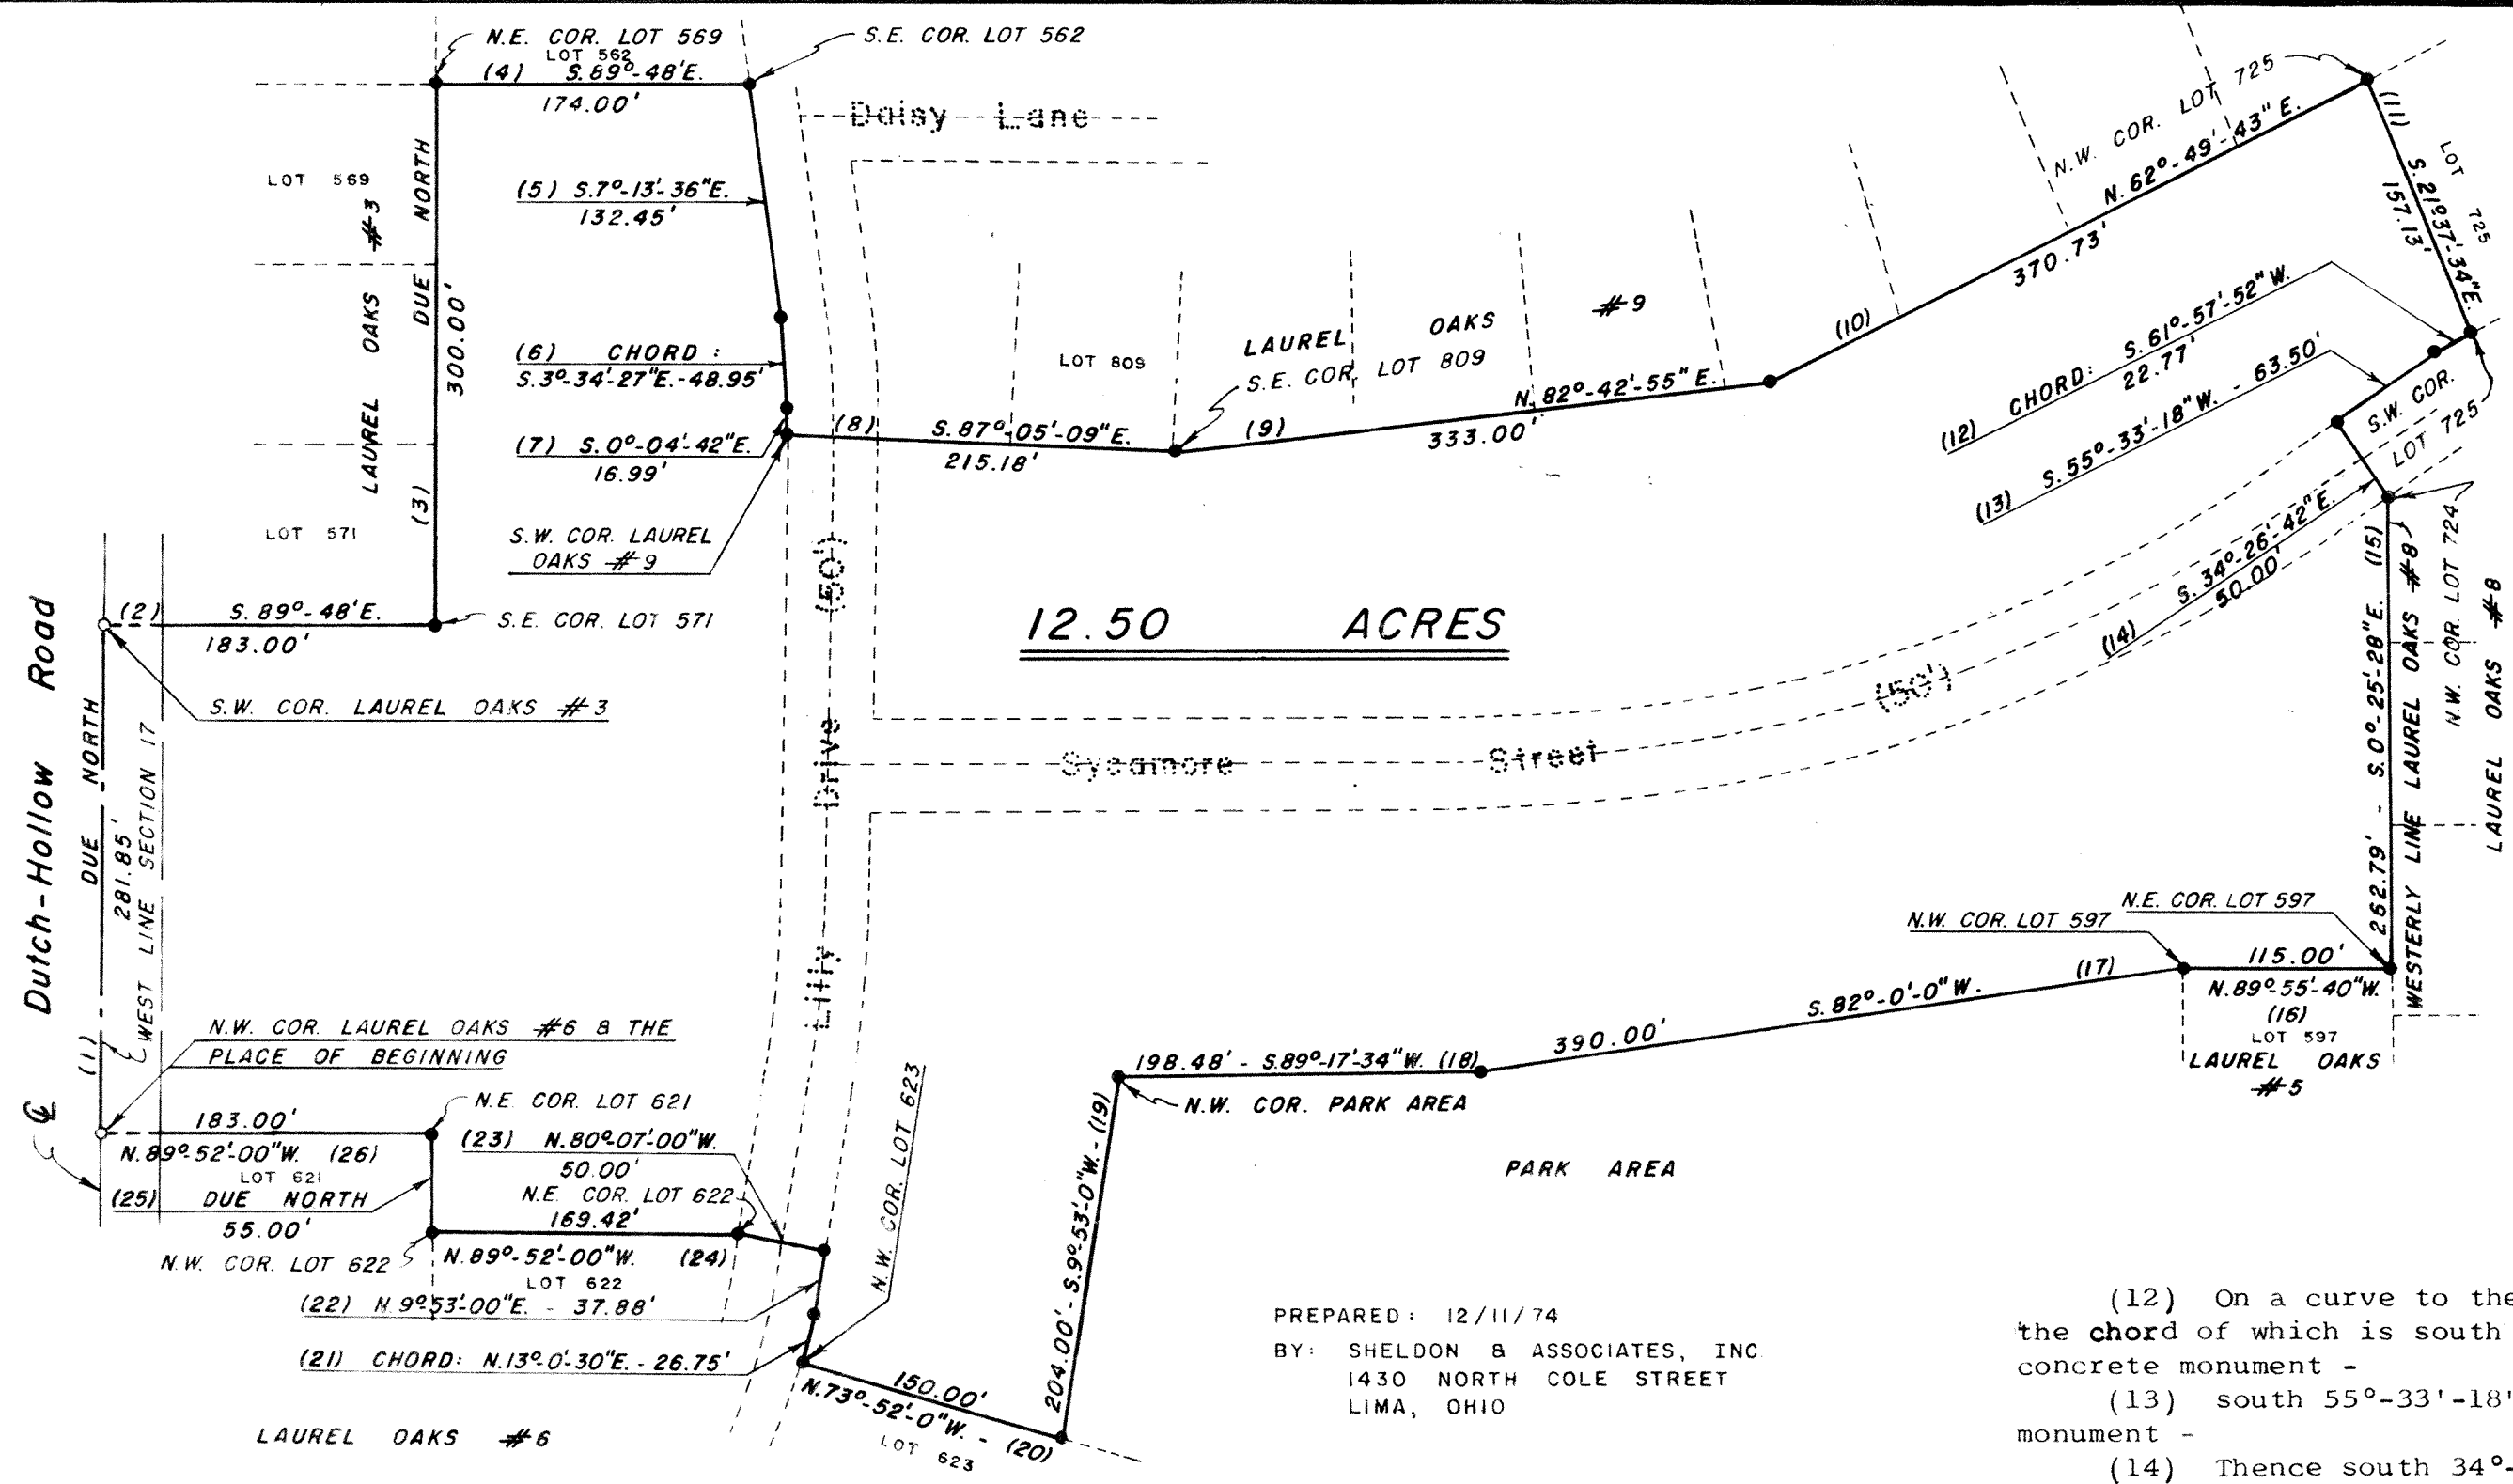 N.E. COR. LOT 569
S.E. COR. LOT 562
LOT 562
(4) S. 89°-48'E.
174.00'
Daisy Lane
LOT 569
LAUREL OAKS #3
(3) DUE NORTH DUE NORTH
300.00'
(5) S.7°-13'-36"E.
132.45'
(6) CHORD :
S.3°-34'-27"E.-48.95'
(7) S.0°-04'-42"E.
16.99'
S.W. COR. LAUREL
OAKS #9
LOT 571
(2) S. 89°-48'E.
183.00'
S.E. COR. LOT 571
S.W. COR. LAUREL OAKS #3
(8) S. 87°-05'-09"E.
215.18'
LOT 809
LAUREL OAKS #9
S.E. COR. LOT 809
(9) N. 82°-42'-55" E.
333.00'
(10) N. 62°-49'-43" E.
370.73'
N.W. COR. LOT 725
(11) S. 21°37'-34"E.
157.13'
LOT 725
(12) CHORD: S. 61°-57'-52" W.
22.77'
(13) S. 55°-33'-18" W. - 63.50'
S.W. COR.
LOT 725
(14) S. 34°-26'-42"E.
50.00'
262.79' - S.0°-25'-28"E. (15)
WESTERLY LINE LAUREL OAKS #8
N.W. COR. LOT 724
LAUREL OAKS #8
12.50 ACRES
Lilly Drive (50')
Sycamore Street (50')
℄ Dutch-Hollow Road
(1) DUE NORTH DUE NORTH
281.85'
WEST LINE SECTION 17
N.W. COR. LAUREL OAKS #6 & THE
PLACE OF BEGINNING
N.E. COR. LOT 597
N.W. COR. LOT 597
115.00'
N.89°-55'-40"W.
(16)
LOT 597
LAUREL OAKS
#5
S. 82°-0'-0" W. (17)
390.00'
198.48' - S.89°-17'-34" W. (18)
N.W. COR. PARK AREA
204.00' - S.9°-53'-0"W. - (19)
PARK AREA
183.00'
N.89°-52'-00"W. (26)
LOT 621
N.E. COR. LOT 621
(23) N.80°-07'-00"W.
50.00'
(25) DUE NORTH
55.00'
N.E. COR. LOT 622
169.42'
N.W. COR. LOT 622
N.89°-52'-00"W. (24)
LOT 622
(22) N.9°-53'-00"E. - 37.88'
(21) CHORD: N.13°-0'-30"E. - 26.75'
N.W. COR. LOT 623
150.00'
N.73°-52'-0"W. - (20)
LOT 623
LAUREL OAKS #6
PREPARED: 12/11/74
BY: SHELDON & ASSOCIATES, INC.
1430 NORTH COLE STREET
LIMA, OHIO
(12) On a curve to the
the chord of which is south
concrete monument -
(13) south 55°-33'-18"
monument -
(14) Thence south 34°-